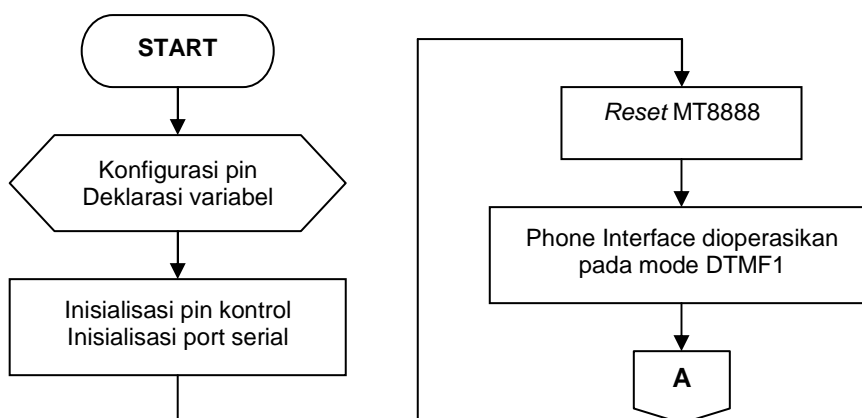 START
Konfigurasi pin
Deklarasi variabel
Inisialisasi pin kontrol
Inisialisasi port serial
Reset MT8888
Phone Interface dioperasikan
pada mode DTMF1
A